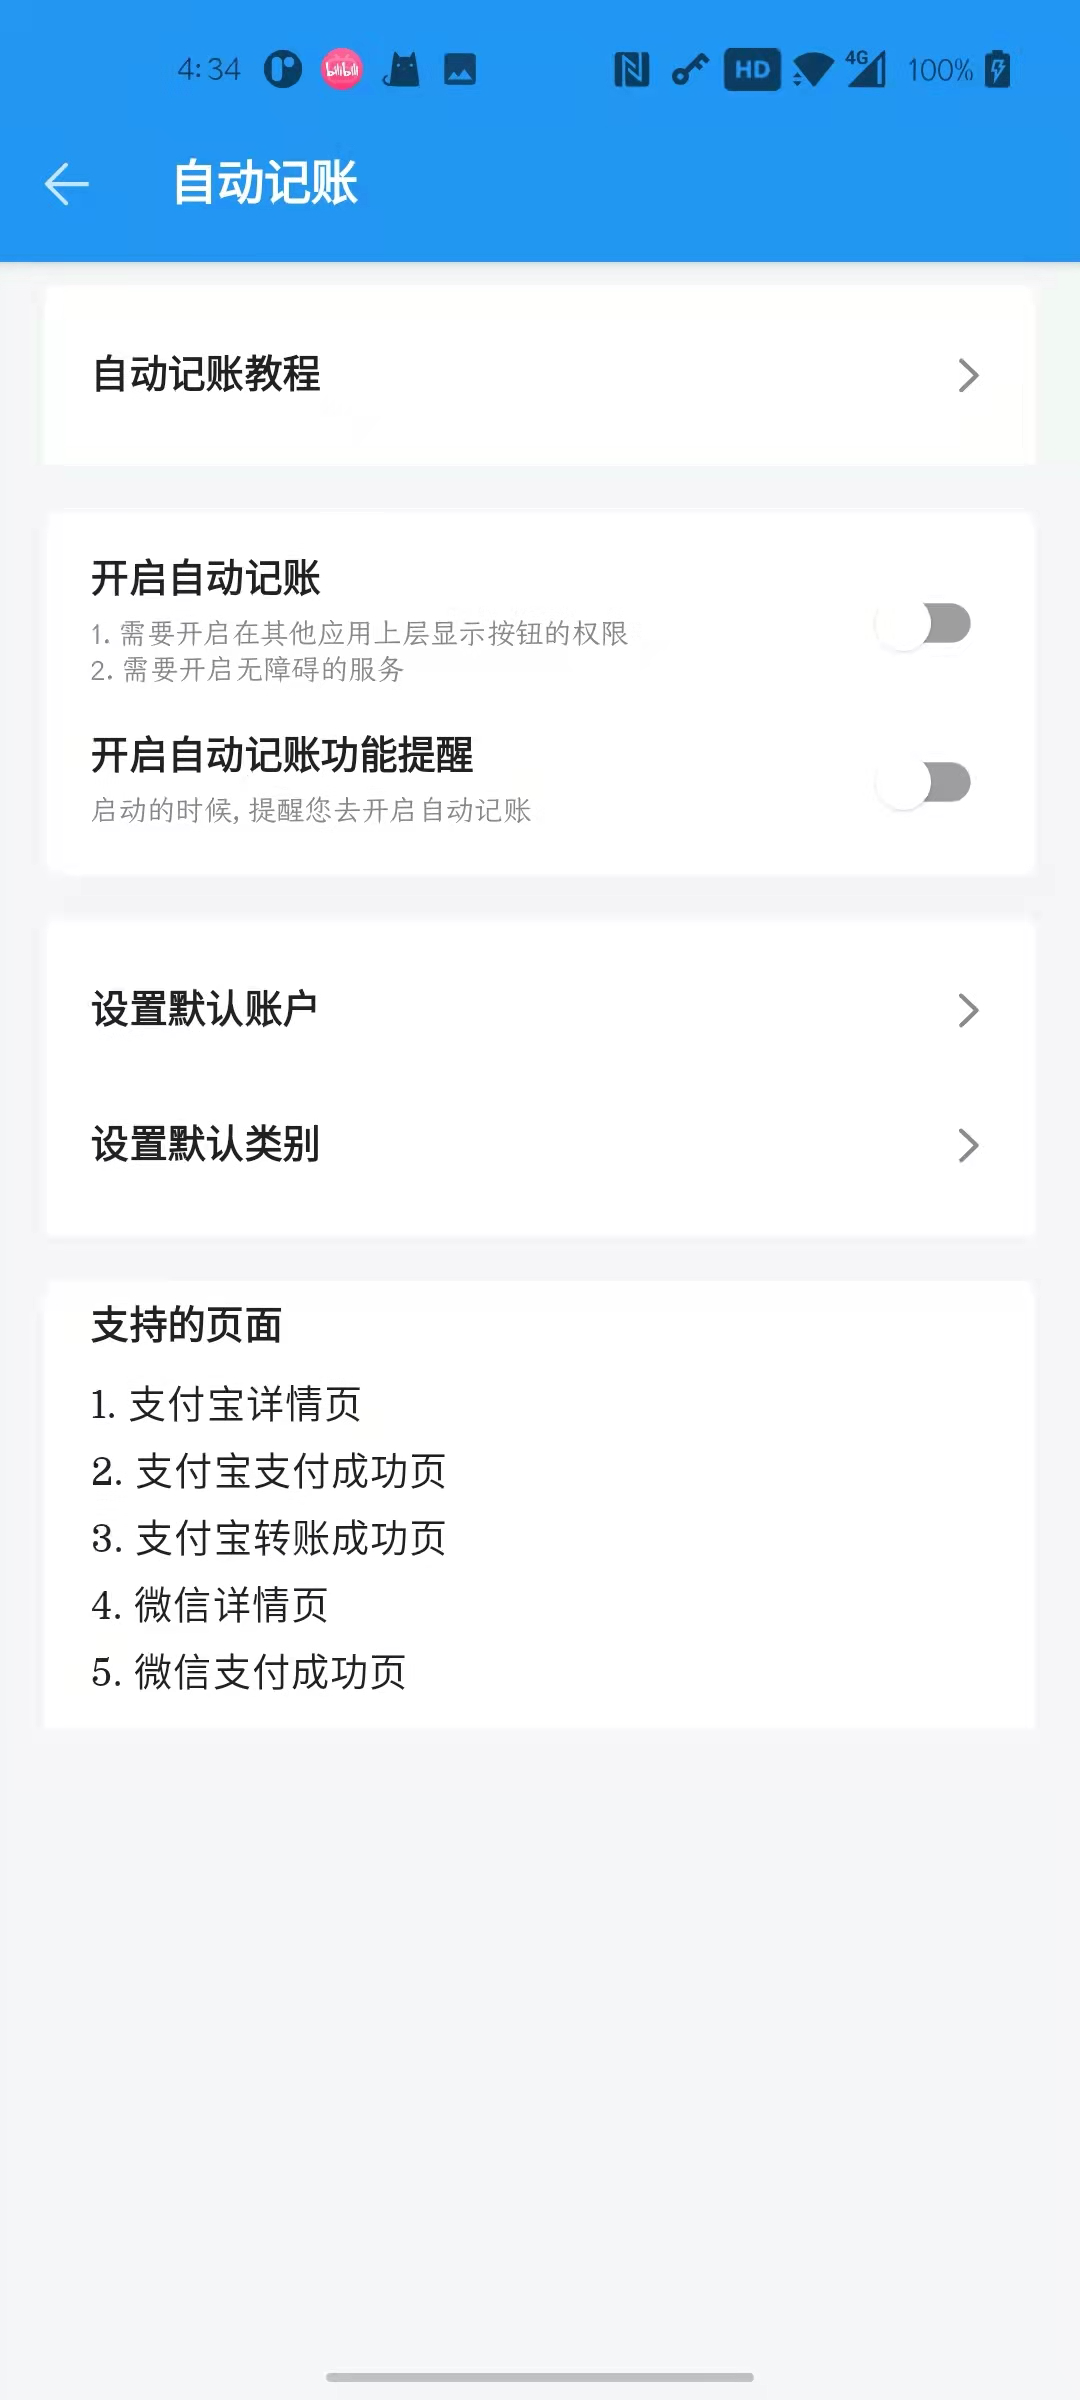 4:34 bilibili HD 4G 100%
自动记账
自动记账教程
开启自动记账
1. 需要开启在其他应用上层显示按钮的权限
2. 需要开启无障碍的服务
开启自动记账功能提醒
启动的时候, 提醒您去开启自动记账
设置默认账户
设置默认类别
支持的页面
1. 支付宝详情页
2. 支付宝支付成功页
3. 支付宝转账成功页
4. 微信详情页
5. 微信支付成功页